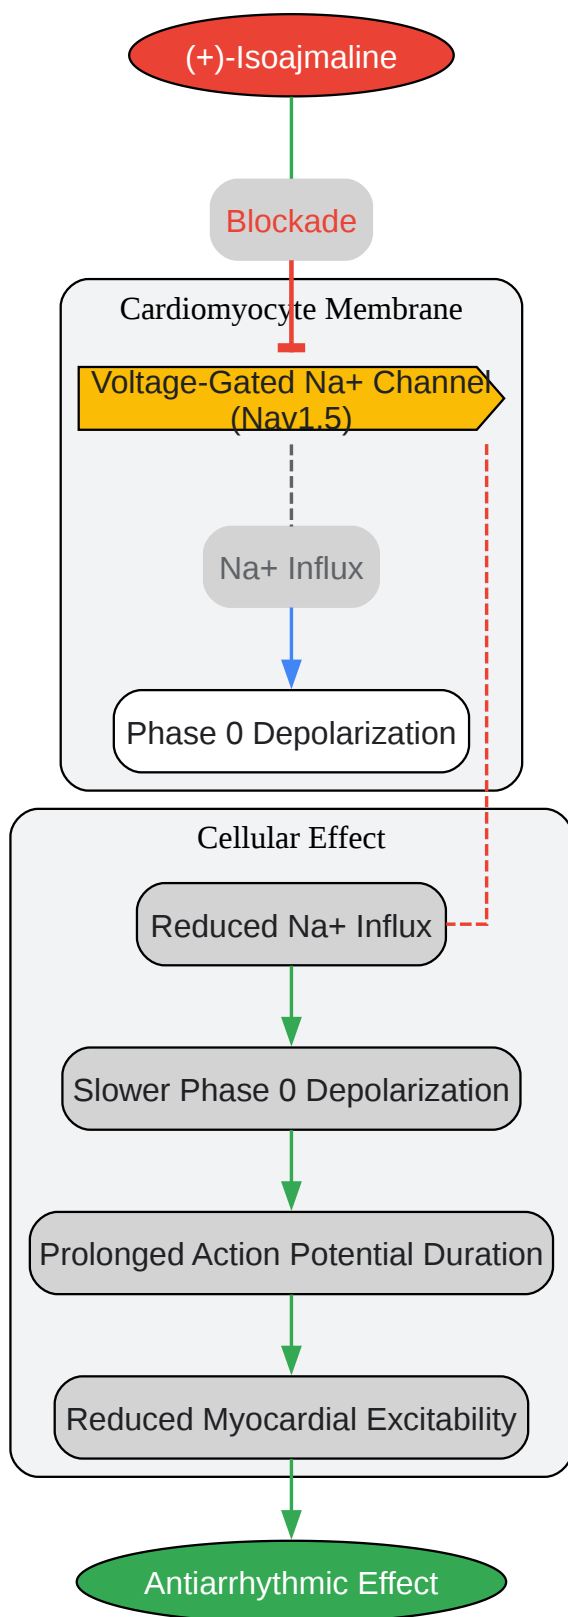 (+)-Isoajmaline
Blockade
Cardiomyocyte Membrane
Voltage-Gated Na+ Channel
(Nav1.5)
Na+ Influx
Phase 0 Depolarization
Cellular Effect
Reduced Na+ Influx
Slower Phase 0 Depolarization
Prolonged Action Potential Duration
Reduced Myocardial Excitability
Antiarrhythmic Effect